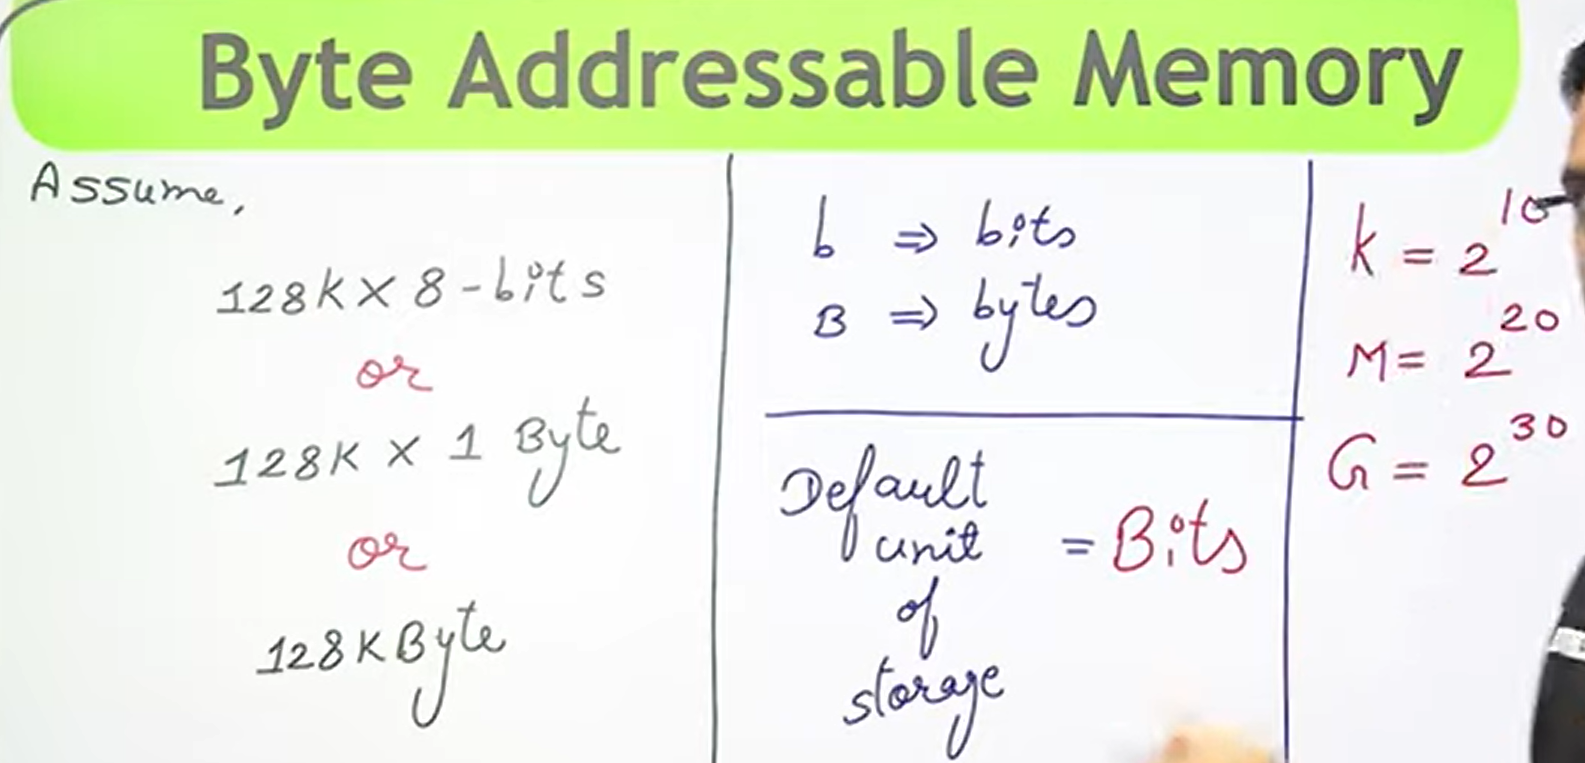 Byte Addressable Memory
Assume,
128K × 8-bits
or
128K × 1 Byte
or
128KByte
b ⇒ bits
B ⇒ bytes
Default
unit
of
storage
= Bits
K = 2^10
M = 2^20
G = 2^30